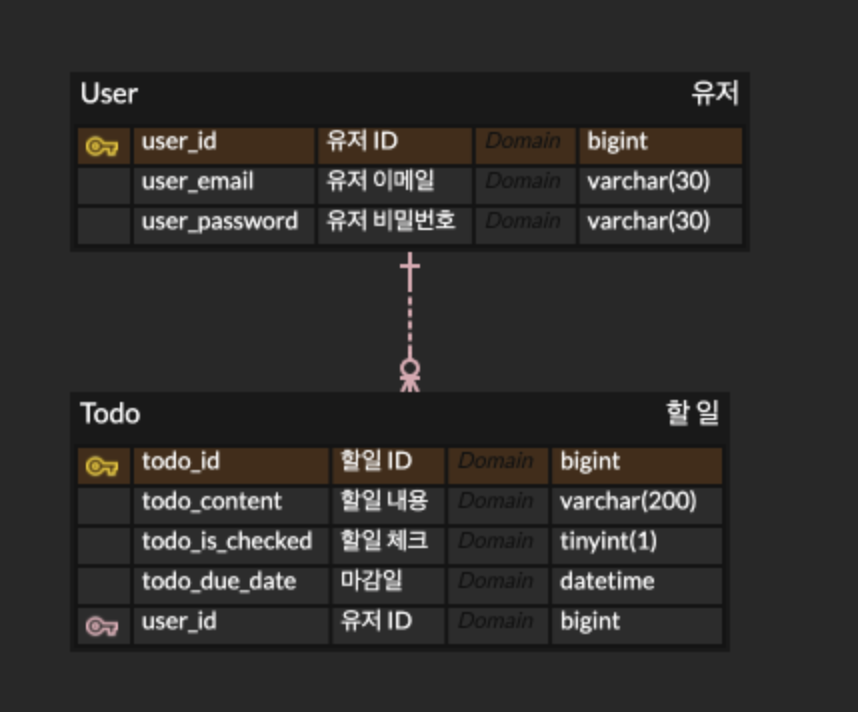 User 유저
user_id 유저 ID Domain bigint
user_email 유저 이메일 Domain varchar(30)
user_password 유저 비밀번호 Domain varchar(30)
Todo 할 일
todo_id 할일 ID Domain bigint
todo_content 할일 내용 Domain varchar(200)
todo_is_checked 할일 체크 Domain tinyint(1)
todo_due_date 마감일 Domain datetime
user_id 유저 ID Domain bigint